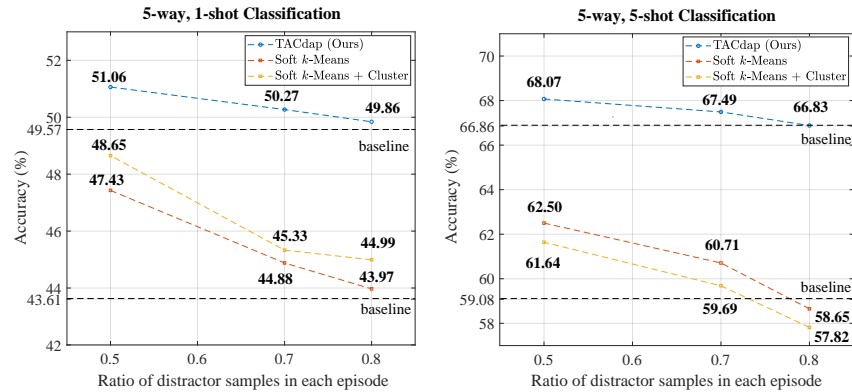 5-way, 1-shot Classification
TACdap (Ours)
Soft k-Means
Soft k-Means + Cluster
52
50
49.57
48
46
44
43.61
42
51.06
50.27
49.86
baseline
48.65
47.43
45.33
44.99
44.88
43.97
baseline
0.5
0.6
0.7
0.8
Accuracy (%)
Ratio of distractor samples in each episode
5-way, 5-shot Classification
TACdap (Ours)
Soft k-Means
Soft k-Means + Cluster
70
68
66.86
66
64
62
60
59.08
58
68.07
67.49
66.83
baseline
62.50
61.64
60.71
59.69
baseline
58.65
57.82
0.5
0.6
0.7
0.8
Accuracy (%)
Ratio of distractor samples in each episode